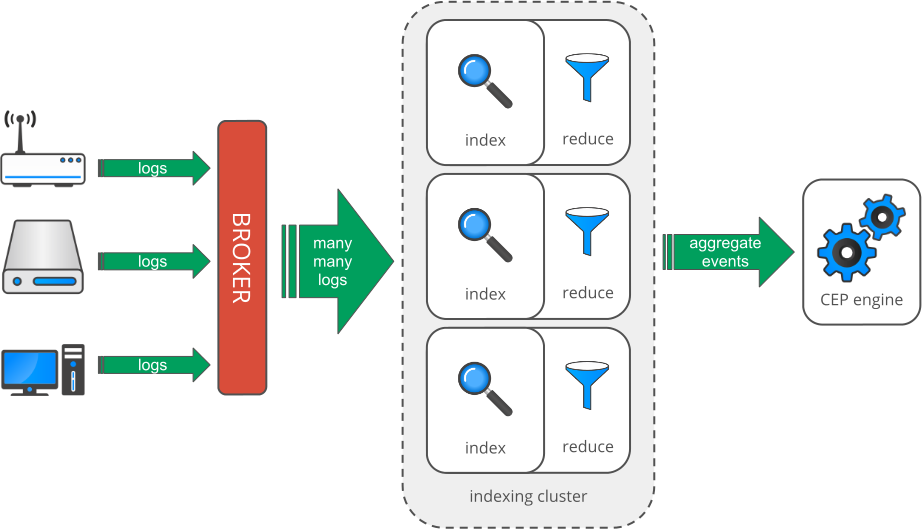 logs
logs
logs
BROKER
many
many
logs
index
reduce
index
reduce
index
reduce
indexing cluster
aggregate
events
CEP engine